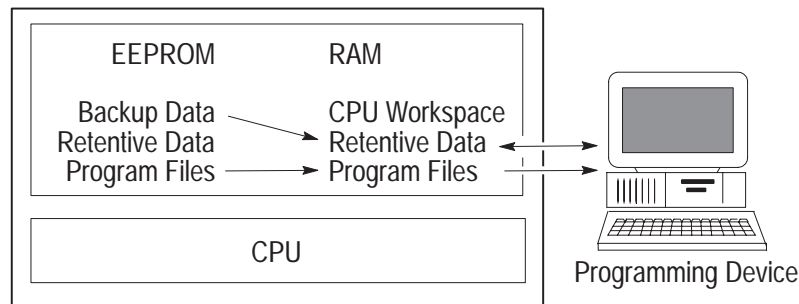 EEPROM RAM
Backup Data CPU Workspace
Retentive Data Retentive Data
Program Files Program Files
CPU
Programming Device